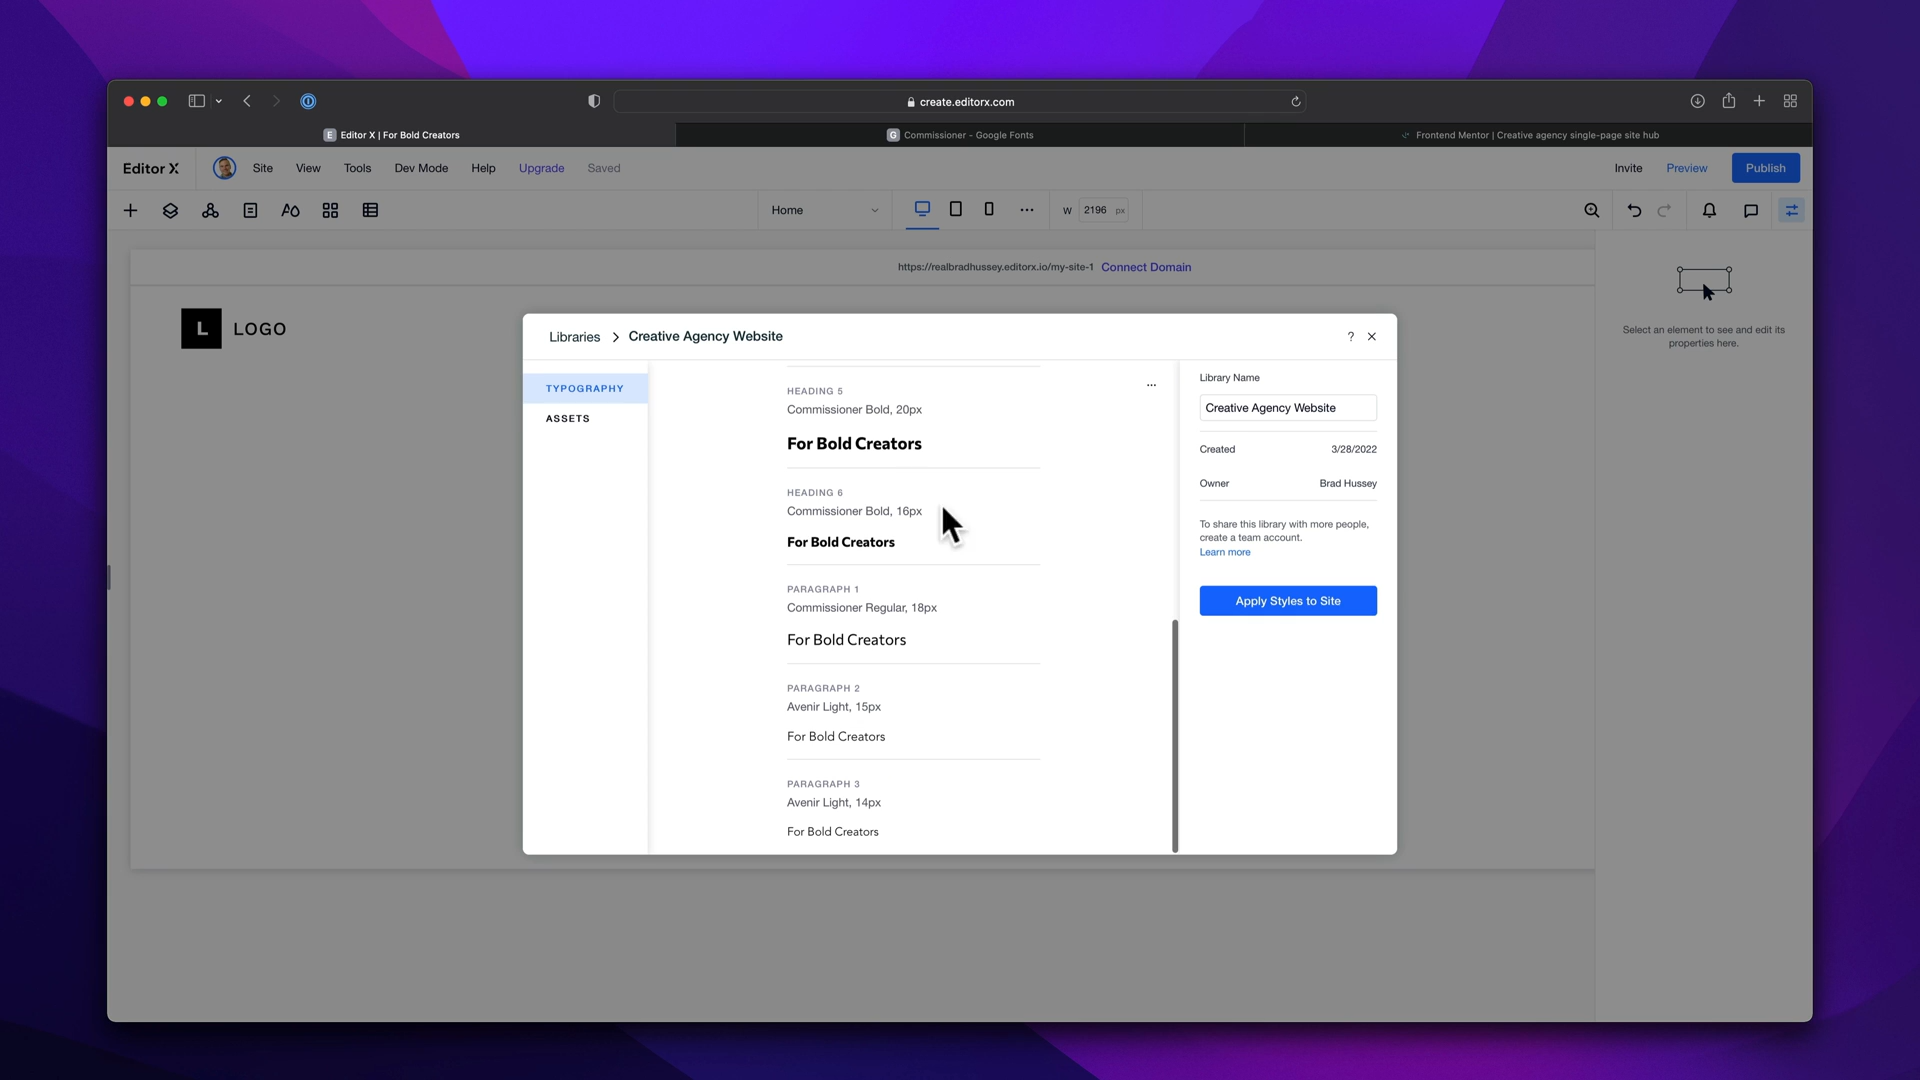 create.editorx.com
E Editor X | For Bold Creators
G Commissioner - Google Fonts
Frontend Mentor | Creative agency single-page site hub
Editor X Site View Tools Dev Mode Help Upgrade Saved Invite Preview Publish
Home W 2196 px
https://realbradhussey.editorx.io/my-site-1 Connect Domain
L LOGO
Select an element to see and edit its
properties here.
Libraries > Creative Agency Website ? ×
TYPOGRAPHY
ASSETS
HEADING 5
Commissioner Bold, 20px
For Bold Creators
HEADING 6
Commissioner Bold, 16px
For Bold Creators
PARAGRAPH 1
Commissioner Regular, 18px
For Bold Creators
PARAGRAPH 2
Avenir Light, 15px
For Bold Creators
PARAGRAPH 3
Avenir Light, 14px
For Bold Creators
Library Name
Creative Agency Website
Created 3/28/2022
Owner Brad Hussey
To share this library with more people,
create a team account.
Learn more
Apply Styles to Site